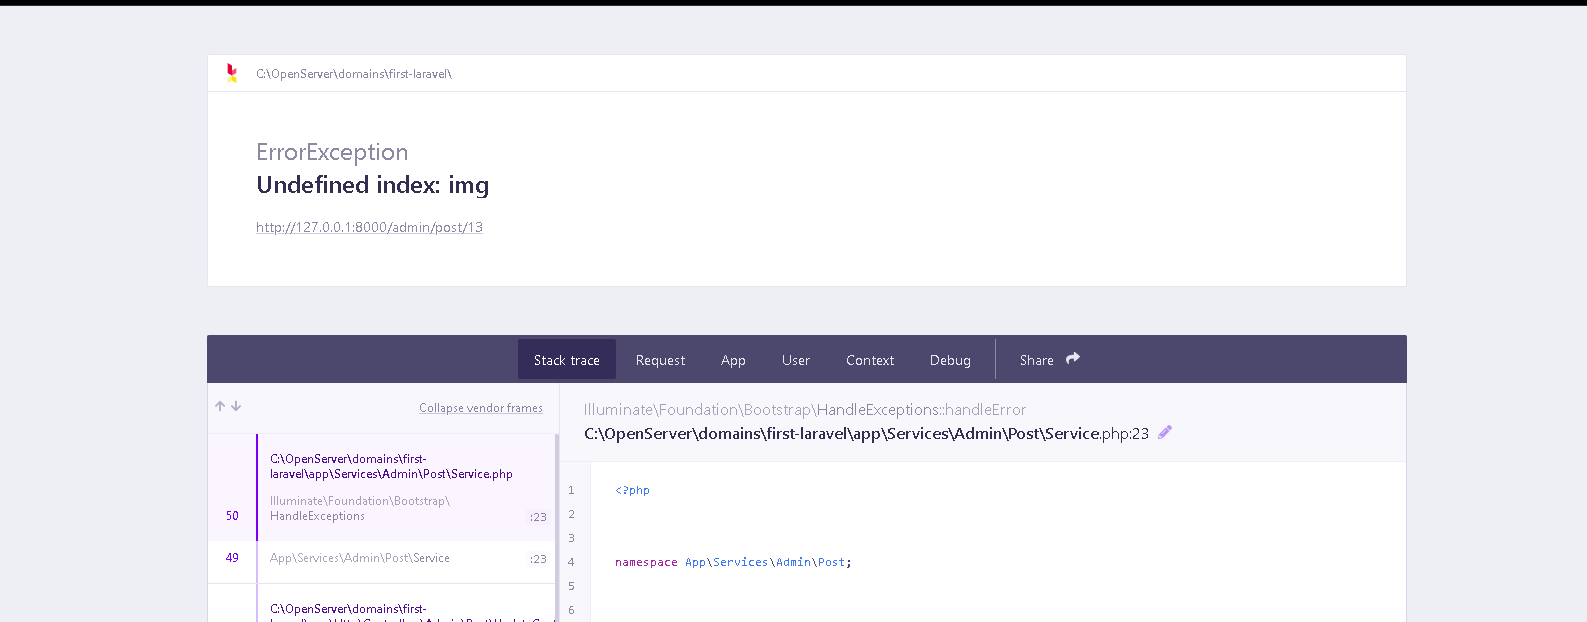 C:\OpenServer\domains\first-laravel\
ErrorException
Undefined index: img
http://127.0.0.1:8000/admin/post/13
Stack trace Request App User Context Debug Share
Collapse vendor frames
C:\OpenServer\domains\first-
laravel\app\Services\Admin\Post\Service.php
Illuminate\Foundation\Bootstrap\
50 HandleExceptions :23
49 App\Services\Admin\Post\Service :23
C:\OpenServer\domains\first-
Illuminate\Foundation\Bootstrap\HandleExceptions::handleError
C:\OpenServer\domains\first-laravel\app\Services\Admin\Post\Service.php:23
1 <?php
2
3
4 namespace App\Services\Admin\Post;
5
6